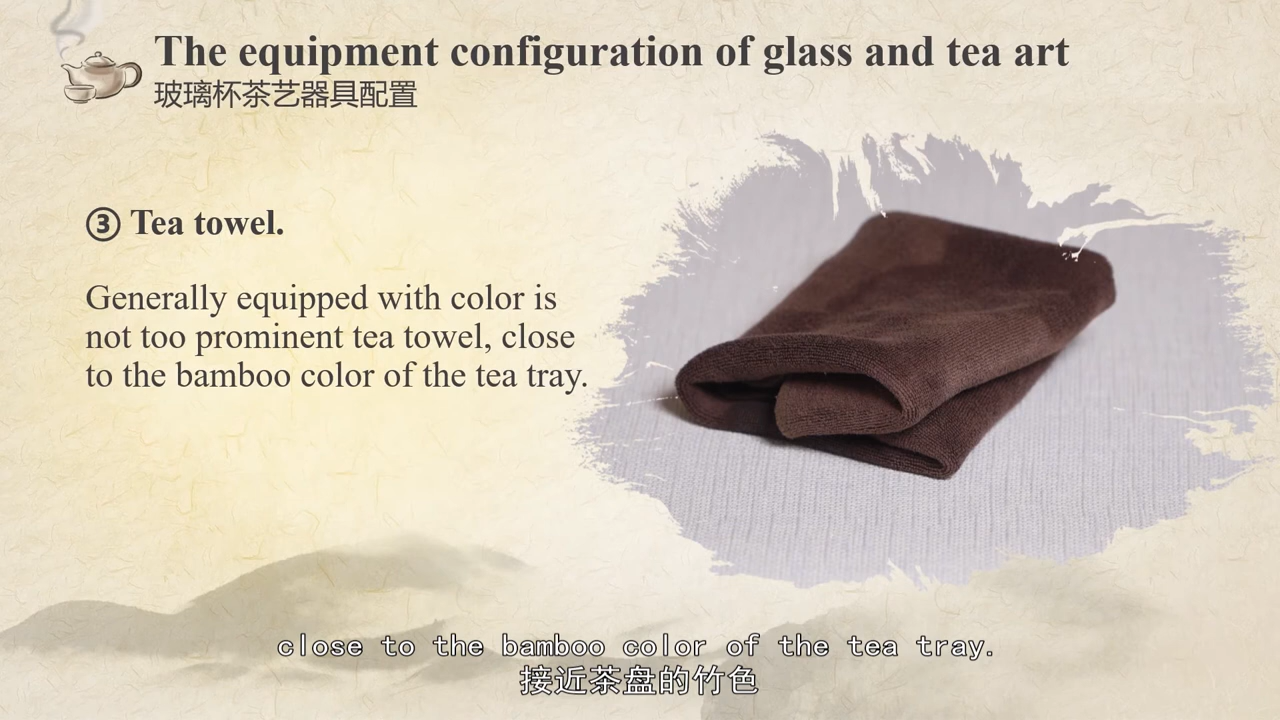 The equipment configuration of glass and tea art
玻璃杯茶艺器具配置
③ Tea towel.
Generally equipped with color is
not too prominent tea towel, close
to the bamboo color of the tea tray.
close to the bamboo color of the tea tray.
接近茶盘的竹色